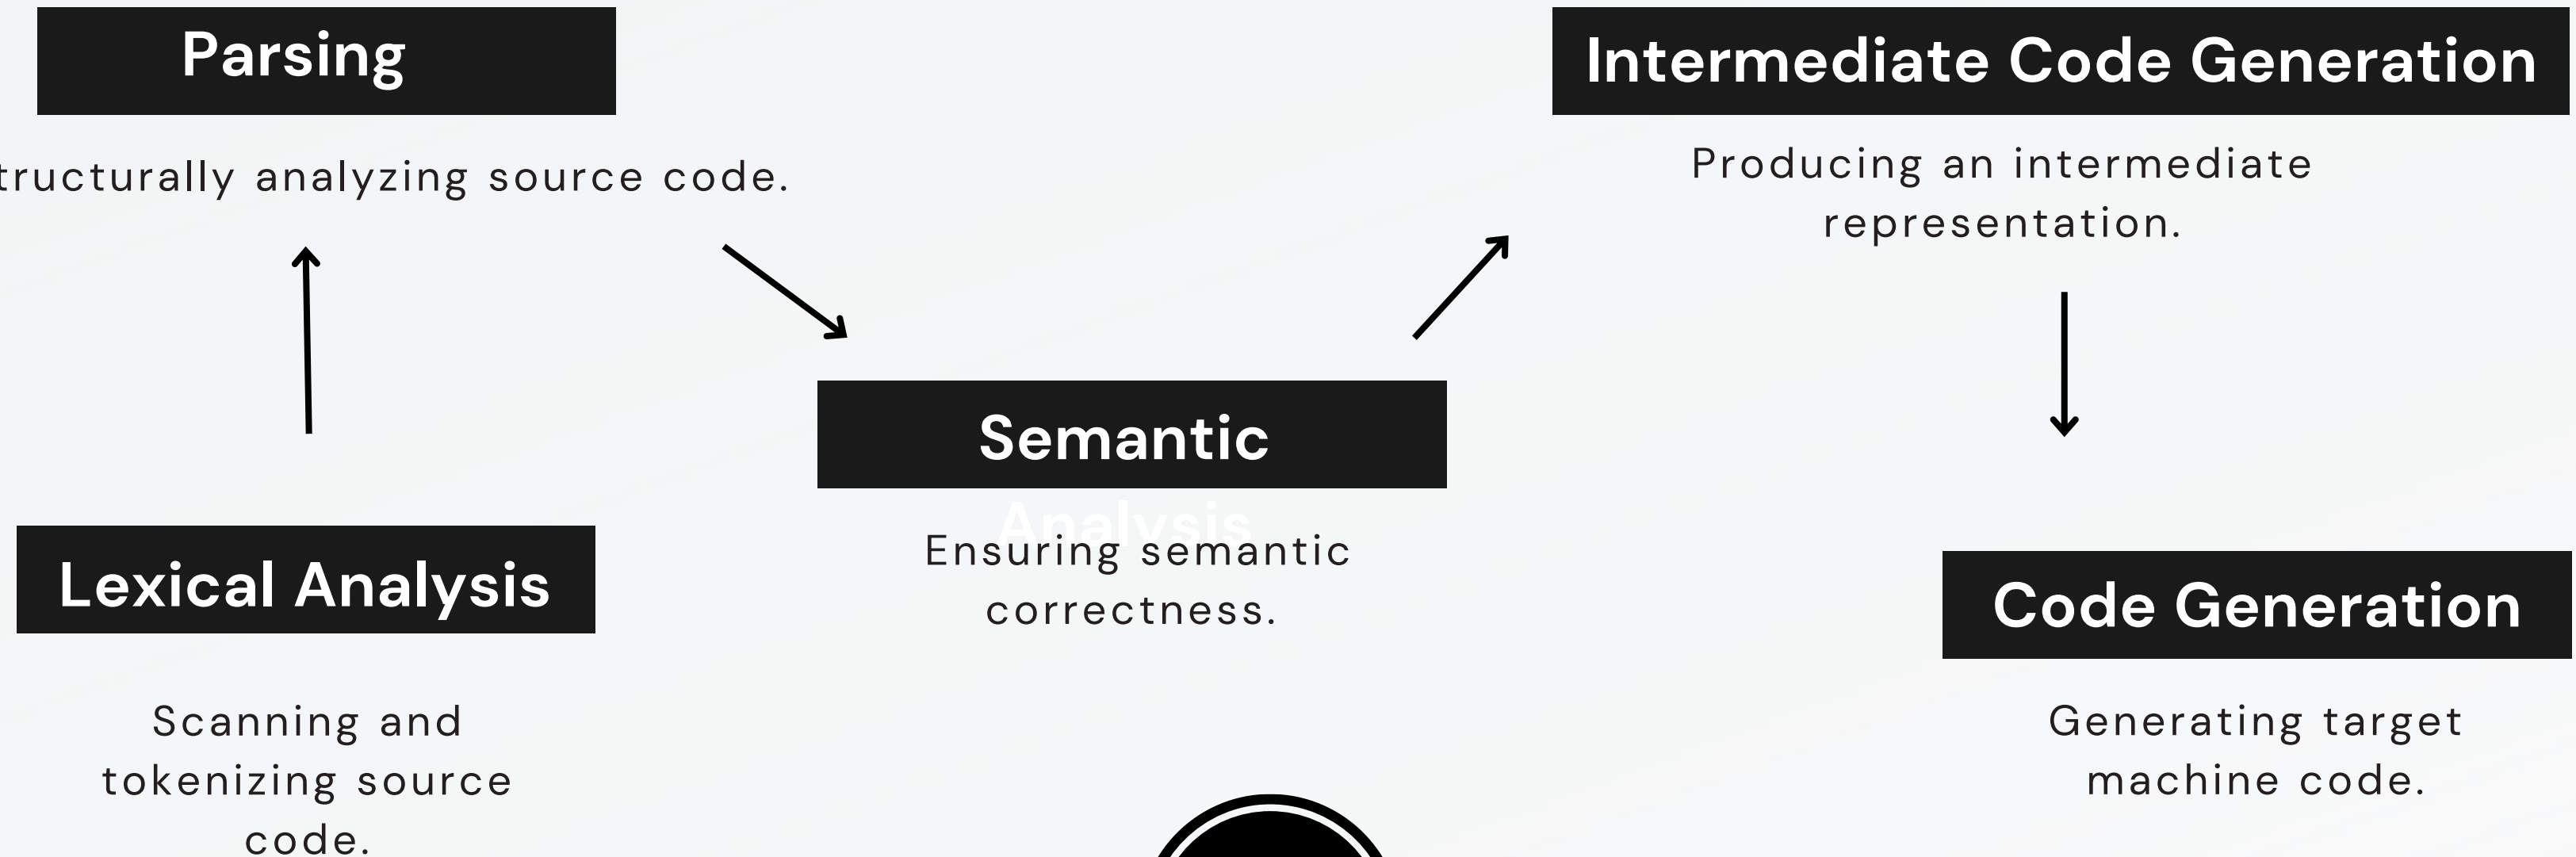 Parsing
tructurally analyzing source code.
Intermediate Code Generation
Producing an intermediate
representation.
Semantic
Analysis
Ensuring semantic
correctness.
Lexical Analysis
Scanning and
tokenizing source
code.
Code Generation
Generating target
machine code.